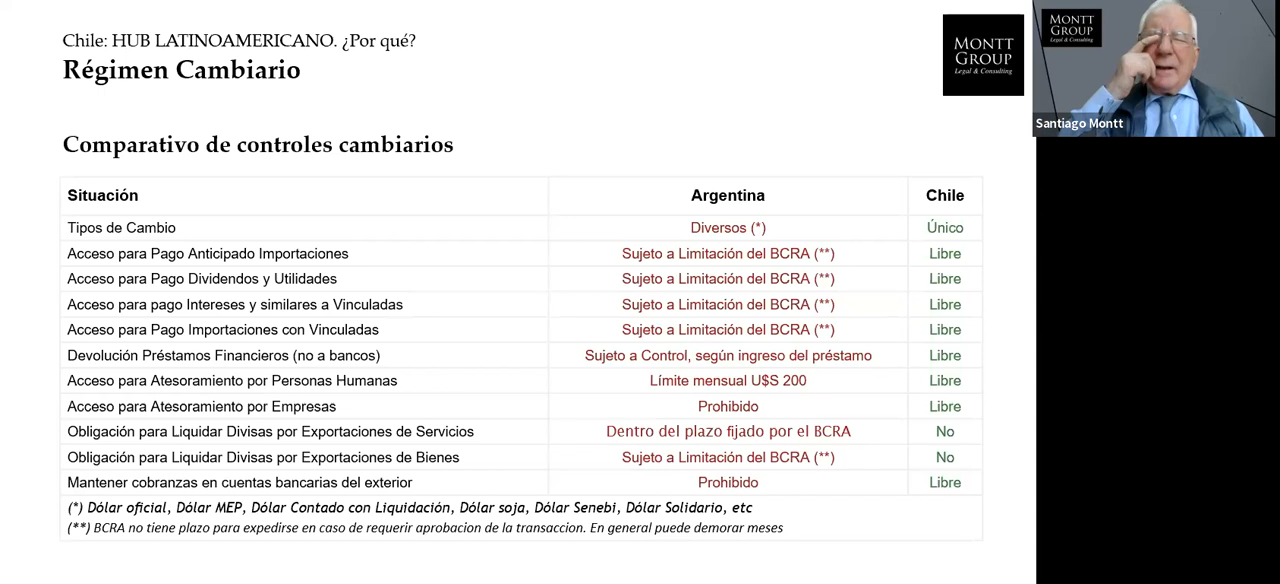 Chile: HUB LATINOAMERICANO. ¿Por qué?
Régimen Cambiario
MONTT
GROUP
Legal & Consulting
MONTT
GROUP
Legal & Consulting
Santiago Montt
Comparativo de controles cambiarios
Situación Argentina Chile
Tipos de Cambio Diversos (*) Único
Acceso para Pago Anticipado Importaciones Sujeto a Limitación del BCRA (**) Libre
Acceso para Pago Dividendos y Utilidades Sujeto a Limitación del BCRA (**) Libre
Acceso para pago Intereses y similares a Vinculadas Sujeto a Limitación del BCRA (**) Libre
Acceso para Pago Importaciones con Vinculadas Sujeto a Limitación del BCRA (**) Libre
Devolución Préstamos Financieros (no a bancos) Sujeto a Control, según ingreso del préstamo Libre
Acceso para Atesoramiento por Personas Humanas Límite mensual U$S 200 Libre
Acceso para Atesoramiento por Empresas Prohibido Libre
Obligación para Liquidar Divisas por Exportaciones de Servicios Dentro del plazo fijado por el BCRA No
Obligación para Liquidar Divisas por Exportaciones de Bienes Sujeto a Limitación del BCRA (**) No
Mantener cobranzas en cuentas bancarias del exterior Prohibido Libre
(*) Dólar oficial, Dólar MEP, Dólar Contado con Liquidación, Dólar soja, Dólar Senebi, Dólar Solidario, etc
(**) BCRA no tiene plazo para expedirse en caso de requerir aprobacion de la transaccion. En general puede demorar meses